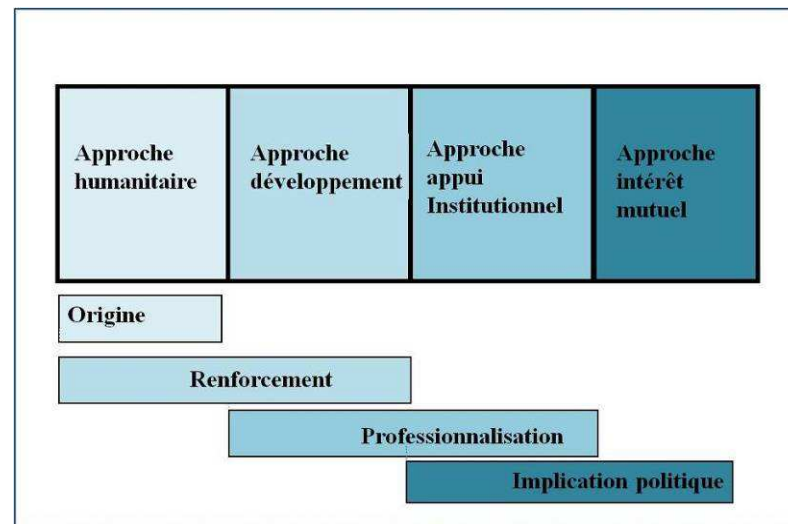 Approche
humanitaire
Approche
développement
Approche
appui
Institutionnel
Approche
intérêt
mutuel
Origine
Renforcement
Professionnalisation
Implication politique